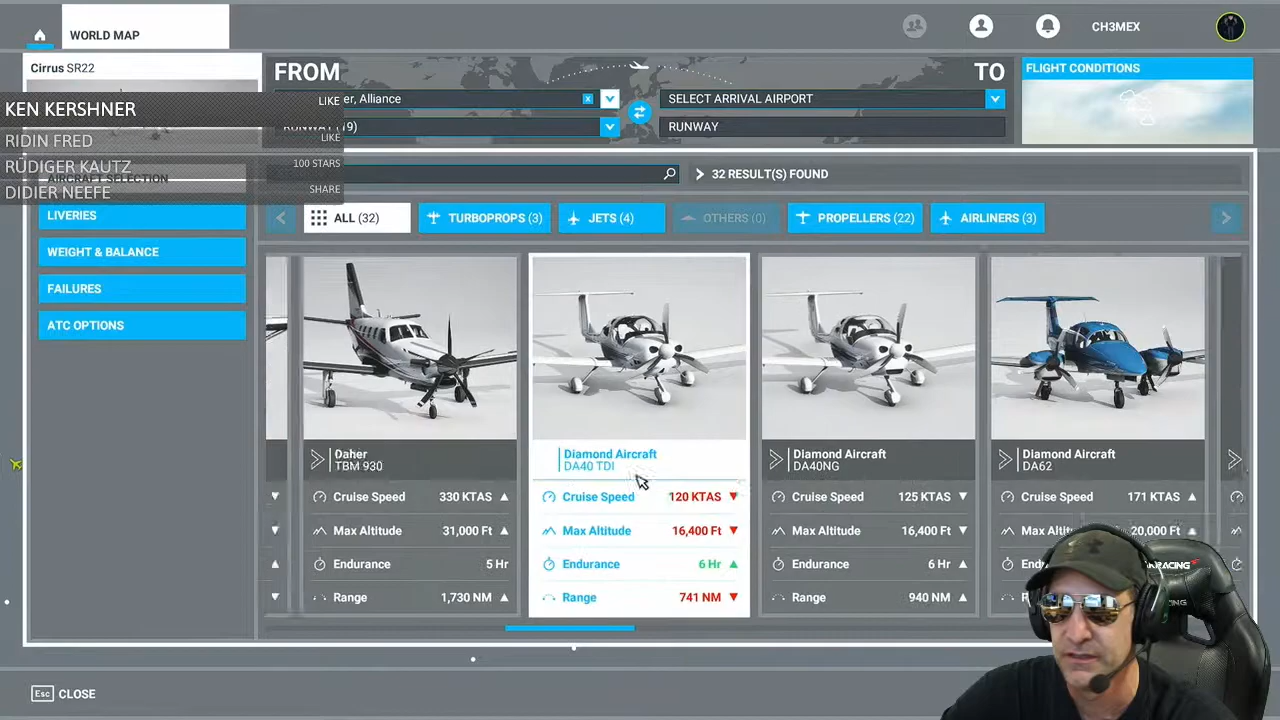 WORLD MAP
CH3MEX
Cirrus SR22
FROM
TO
FLIGHT CONDITIONS
er, Alliance
x
SELECT ARRIVAL AIRPORT
RUNWAY
KEN KERSHNER
LIKE
RIDIN FRED
LIKE
RÜDIGER KAUTZ
100 STARS
DIDIER NEEFE
SHARE
AIRCRAFT SELECTION
LIVERIES
WEIGHT & BALANCE
FAILURES
ATC OPTIONS
32 RESULT(S) FOUND
ALL (32)
TURBOPROPS (3)
JETS (4)
OTHERS (0)
PROPELLERS (22)
AIRLINERS (3)
Daher
TBM 930
Cruise Speed 330 KTAS
Max Altitude 31,000 Ft
Endurance 5 Hr
Range 1,730 NM
Diamond Aircraft
DA40 TDI
Cruise Speed 120 KTAS
Max Altitude 16,400 Ft
Endurance 6 Hr
Range 741 NM
Diamond Aircraft
DA40NG
Cruise Speed 125 KTAS
Max Altitude 16,400 Ft
Endurance 6 Hr
Range 940 NM
Diamond Aircraft
DA62
Cruise Speed 171 KTAS
20,000 Ft
RACING
Esc CLOSE